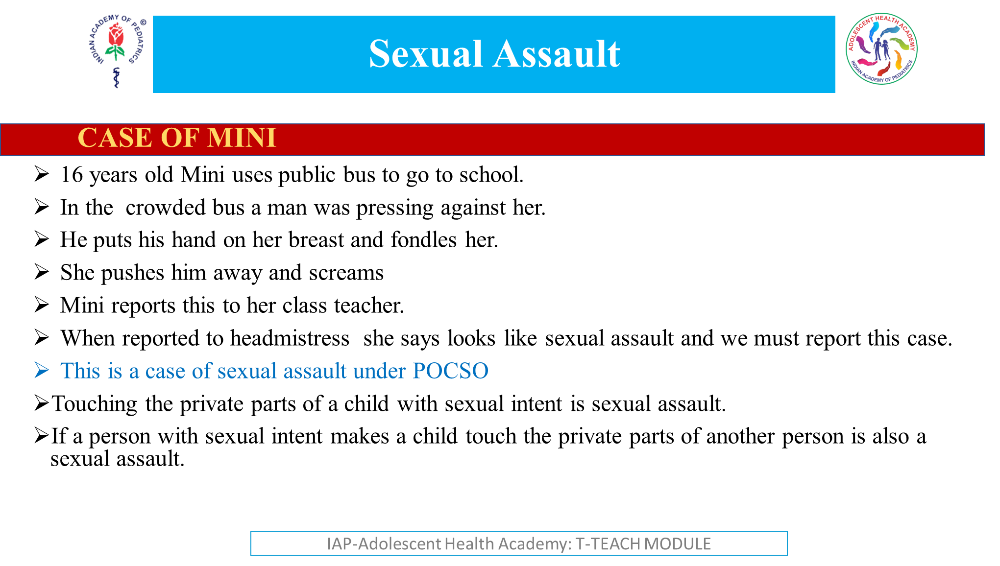 INDIAN ACADEMY OF PEDIATRICS ©
Sexual Assault
ADOLESCENT HEALTH ACADEMY
INDIAN ACADEMY OF PEDIATRICS
CASE OF MINI
➢ 16 years old Mini uses public bus to go to school.
➢ In the crowded bus a man was pressing against her.
➢ He puts his hand on her breast and fondles her.
➢ She pushes him away and screams
➢ Mini reports this to her class teacher.
➢ When reported to headmistress she says looks like sexual assault and we must report this case.
➢ This is a case of sexual assault under POCSO
➢Touching the private parts of a child with sexual intent is sexual assault.
➢If a person with sexual intent makes a child touch the private parts of another person is also a
sexual assault.
IAP-Adolescent Health Academy: T-TEACH MODULE